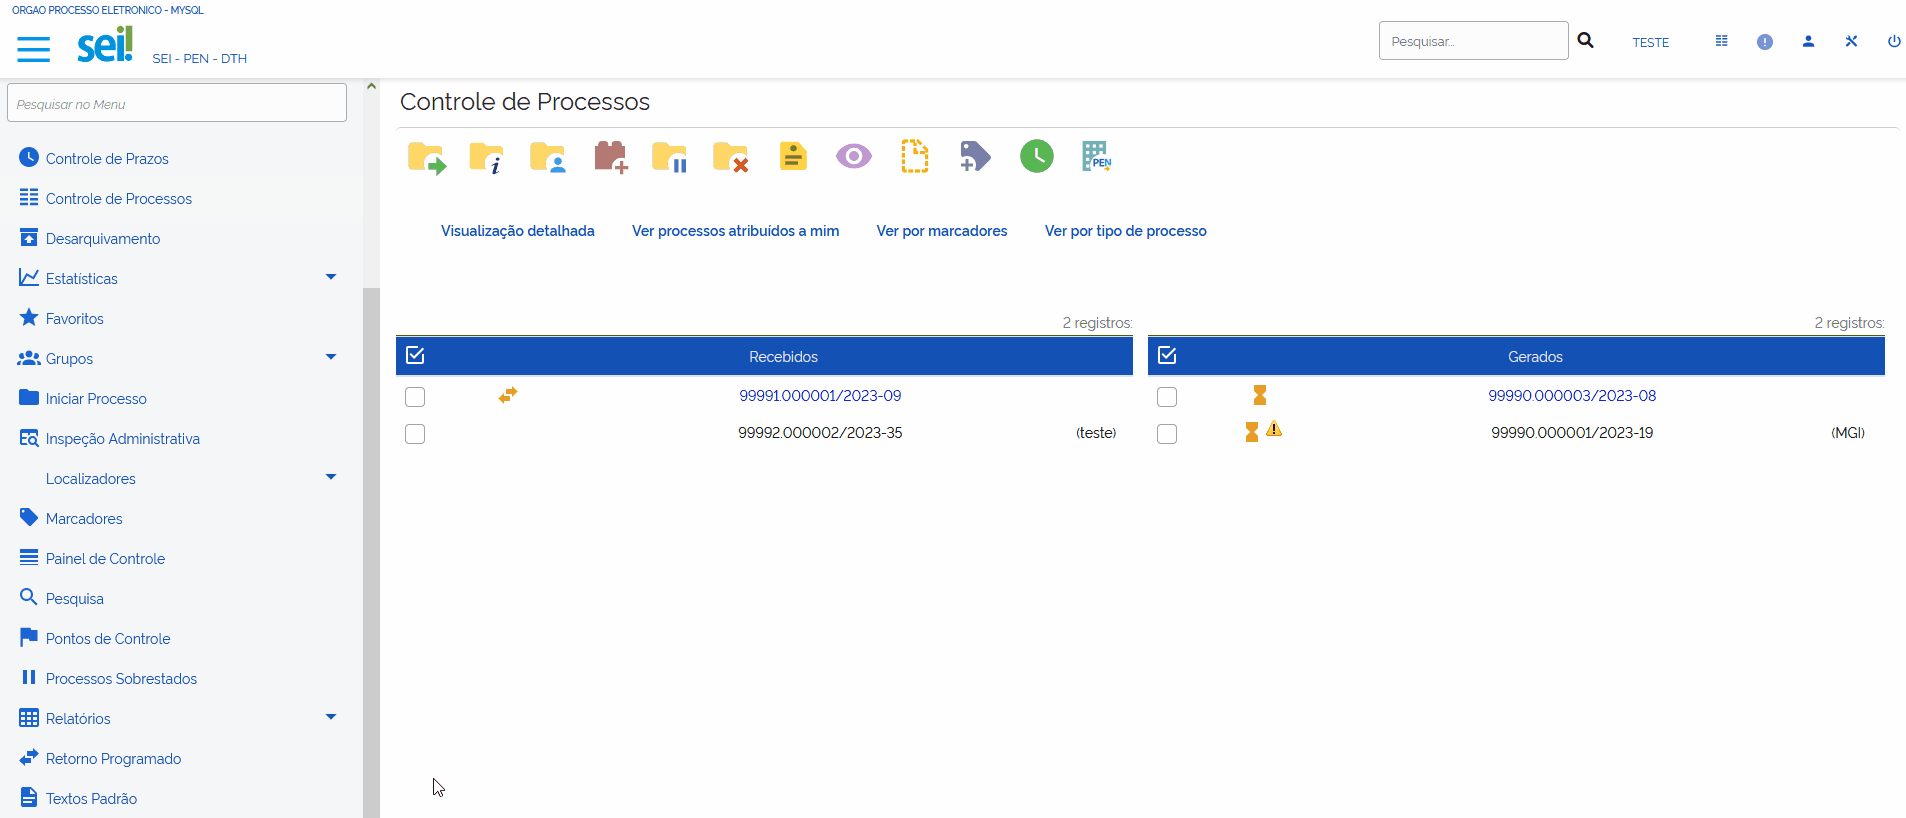 ORGAO PROCESSO ELETRONICO - MYSQL
sei!
SEI - PEN - DTH
Pesquisar...
TESTE
Pesquisar no Menu
Controle de Prazos
Controle de Processos
Desarquivamento
Estatísticas
Favoritos
Grupos
Iniciar Processo
Inspeção Administrativa
Localizadores
Marcadores
Painel de Controle
Pesquisa
Pontos de Controle
Processos Sobrestados
Relatórios
Retorno Programado
Textos Padrão
Controle de Processos
PEN
Visualização detalhada
Ver processos atribuídos a mim
Ver por marcadores
Ver por tipo de processo
2 registros:
Recebidos
99991.000001/2023-09
99992.000002/2023-35 (teste)
2 registros:
Gerados
99990.000003/2023-08
99990.000001/2023-19 (MGI)